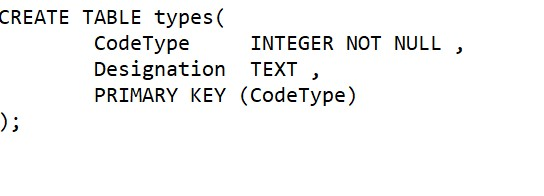 CREATE TABLE types(
CodeType INTEGER NOT NULL ,
Designation TEXT ,
PRIMARY KEY (CodeType)
);